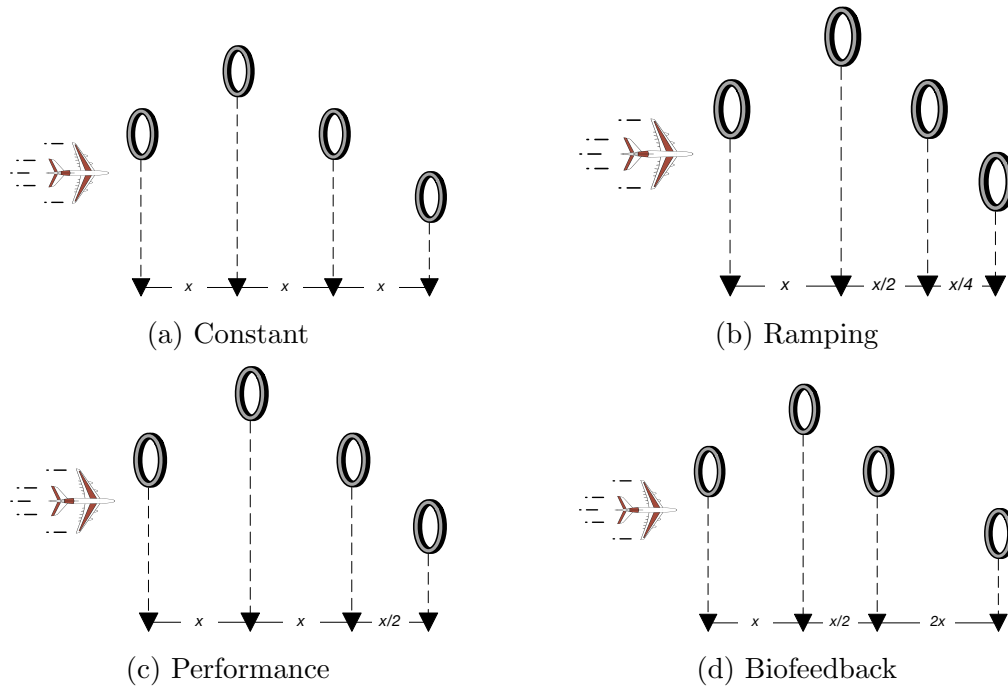 x x x
x x/2 x/4
(a) Constant
(b) Ramping
x x x/2
x x/2 2x
(c) Performance
(d) Biofeedback